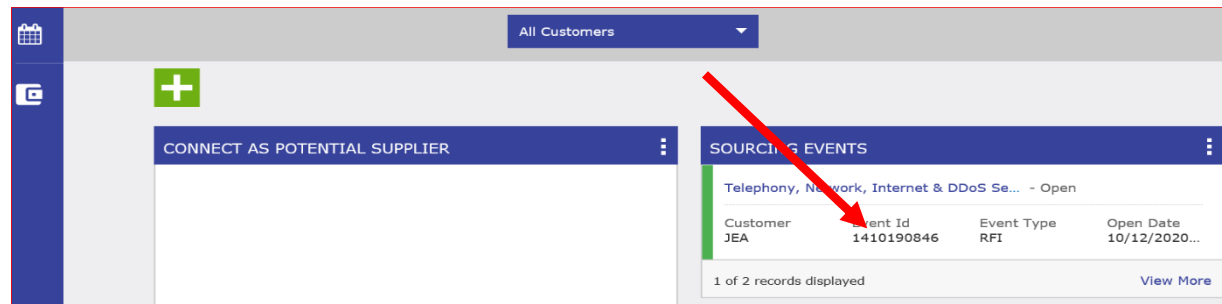 All Customers
CONNECT AS POTENTIAL SUPPLIER
SOURCING EVENTS
Telephony, Network, Internet & DDoS Se... - Open
Customer Event Id Event Type Open Date
JEA 1410190846 RFI 10/12/2020...
1 of 2 records displayed View More